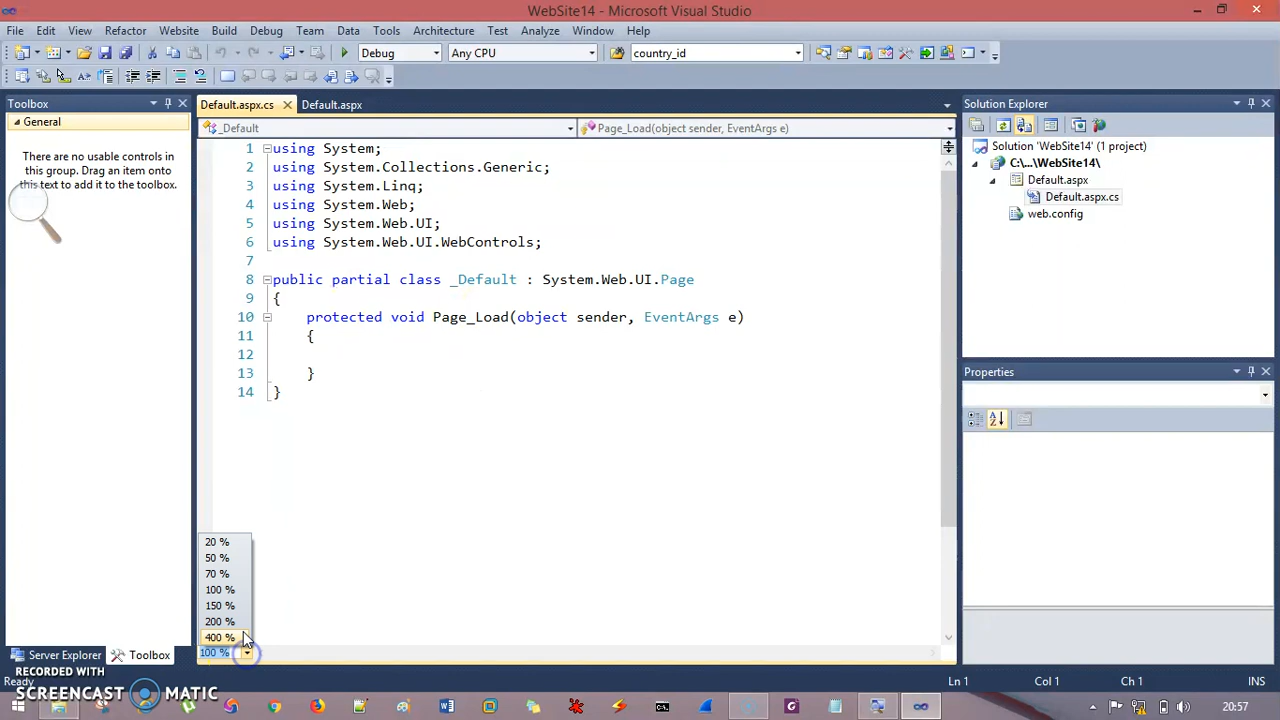 WebSite14 - Microsoft Visual Studio
File Edit View Refactor Website Build Debug Team Data Tools Architecture Test Analyze Window Help
Debug Any CPU country_id
Toolbox
General
There are no usable controls in this group. Drag an item onto this text to add it to the toolbox.
Default.aspx.cs Default.aspx
_Default Page_Load(object sender, EventArgs e)
1 using System;
2 using System.Collections.Generic;
3 using System.Linq;
4 using System.Web;
5 using System.Web.UI;
6 using System.Web.UI.WebControls;
7
8 public partial class _Default : System.Web.UI.Page
9 {
10 protected void Page_Load(object sender, EventArgs e)
11 {
12
13 }
14 }
20 %
50 %
70 %
100 %
150 %
200 %
400 %
100 %
Solution Explorer
Solution 'WebSite14' (1 project)
C:\...\WebSite14\
Default.aspx
Default.aspx.cs
web.config
Properties
Server Explorer Toolbox
Ready Ln 1 Col 1 Ch 1 INS
RECORDED WITH
SCREENCAST MATIC
20:57